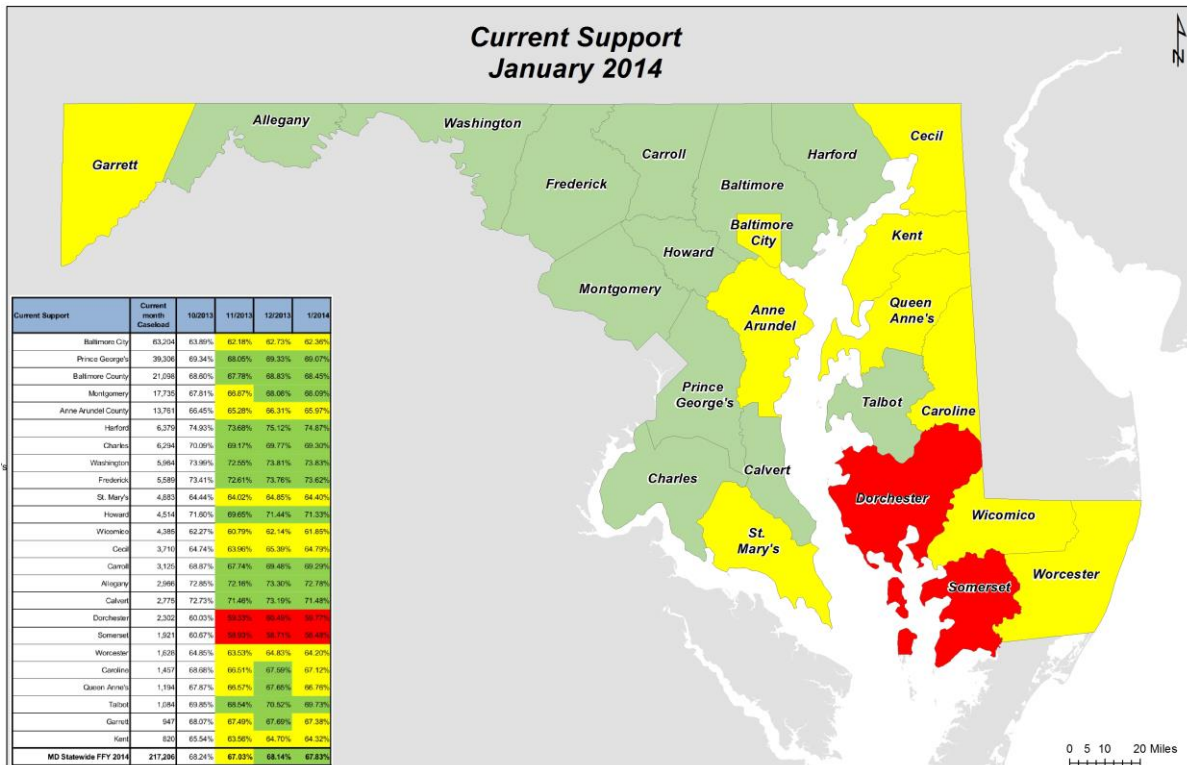 Current Support
January 2014
N
Garrett
Allegany
Washington
Frederick
Carroll
Baltimore
Harford
Cecil
Baltimore
City
Howard
Montgomery
Kent
Queen
Anne's
Anne
Arundel
Prince
George's
Talbot
Caroline
Charles
Calvert
St.
Mary's
Dorchester
Wicomico
Somerset
Worcester
's
Current Support Current month Caseload 10/2013 11/2013 12/2013 1/2014
Baltimore City 63,204 63.89% 62.18% 62.73% 62.36%
Prince George's 39,306 69.34% 68.05% 69.33% 69.07%
Baltimore County 21,098 68.60% 67.78% 68.83% 68.45%
Montgomery 17,735 67.81% 66.87% 68.09%
Anne Arundel County 13,761 66.45% 65.28% 66.31% 65.97%
Harford 6,379 74.93% 73.68% 75.12% 74.87%
Charles 6,294 70.09% 69.17% 69.77% 69.30%
Washington 5,964 73.99% 72.55% 73.81% 73.83%
Frederick 5,589 73.41% 72.61% 73.76% 73.62%
St. Mary's 4,883 64.44% 64.02% 64.85% 64.40%
Howard 4,514 71.60% 69.65% 71.44% 71.33%
Wicomico 4,385 62.27% 60.79% 62.14% 61.85%
Cecil 3,710 64.74% 63.96% 65.39% 64.79%
Carroll 3,125 68.87% 67.74% 69.48% 69.29%
Allegany 2,966 72.85% 72.16% 73.30% 72.78%
Calvert 2,775 72.73% 71.46% 73.19% 71.48%
Dorchester 2,302 60.03%
Somerset 1,921 60.67%
Worcester 1,628 64.85% 63.53% 64.83% 64.20%
Caroline 1,457 68.68% 66.51% 67.12%
Queen Anne's 1,194 67.87% 66.57% 67.65% 66.76%
Talbot 1,084 69.85% 68.54% 70.52% 69.73%
Garrett 947 68.07% 67.49% 67.69% 67.38%
Kent 820 65.54% 63.56% 64.70% 64.32%
MD Statewide FFY 2014 217,206 68.24% 67.03% 68.14% 67.83%
0 5 10 20 Miles